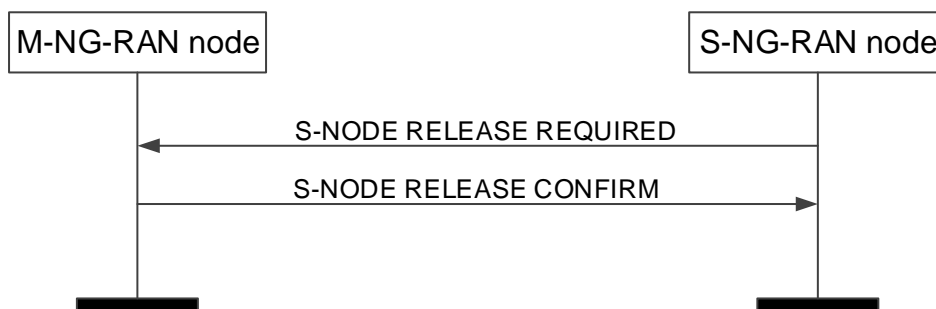 M-NG-RAN node
S-NG-RAN node
S-NODE RELEASE REQUIRED
S-NODE RELEASE CONFIRM